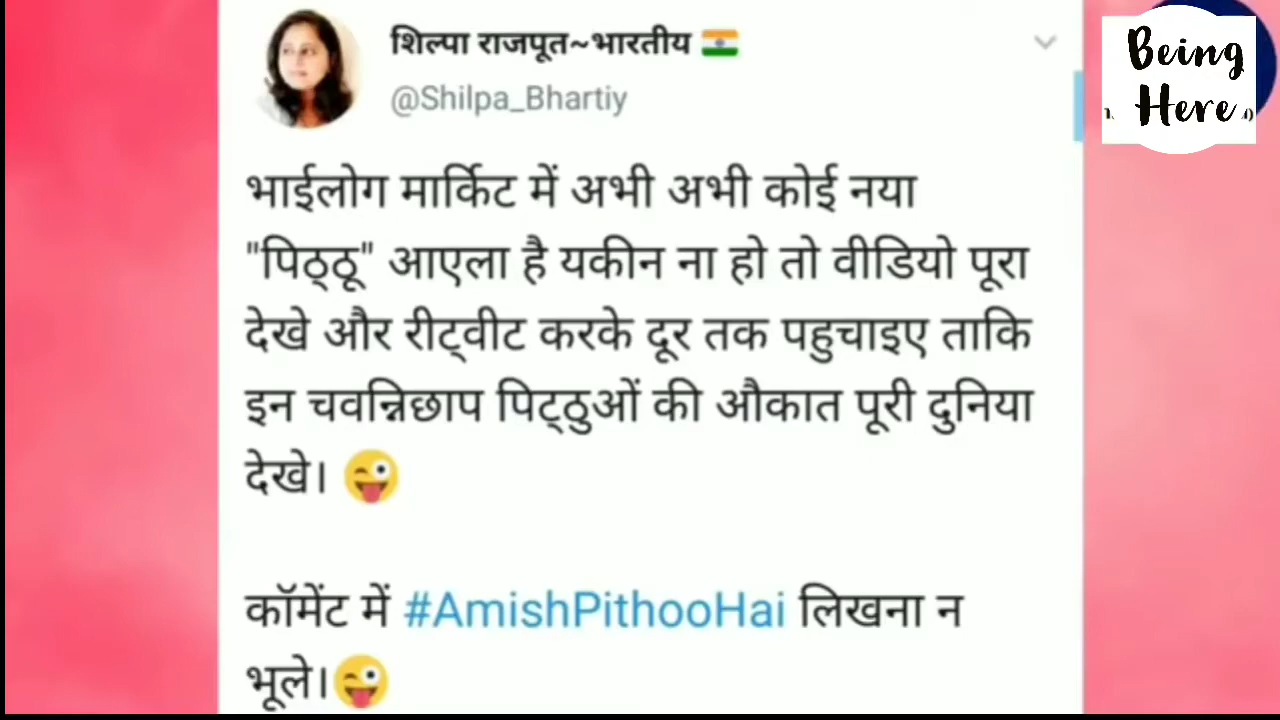 शिल्पा राजपूत~भारतीय 🇮🇳
@Shilpa_Bhartiy
भाईलोग मार्किट में अभी अभी कोई नया
"पिठ्ठू" आएला है यकीन ना हो तो वीडियो पूरा
देखे और रीट्वीट करके दूर तक पहुचाइए ताकि
इन चवन्निछाप पिट्ठुओं की औकात पूरी दुनिया
देखे। 😜
कॉमेंट में #AmishPithooHai लिखना न
भूले।😜
Being
Here